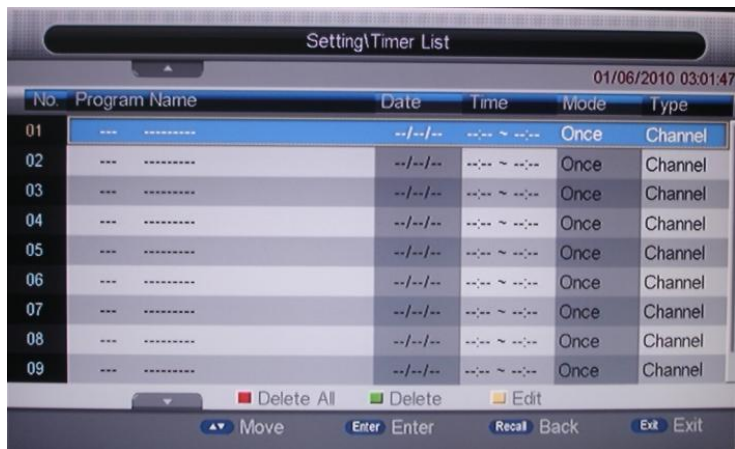 Setting\Timer List
01/06/2010 03:01:47
No. Program Name Date Time Mode Type
01 --- --------- --/--/-- --:-- ~ --:-- Once Channel
02 --- --------- --/--/-- --:-- ~ --:-- Once Channel
03 --- --------- --/--/-- --:-- ~ --:-- Once Channel
04 --- --------- --/--/-- --:-- ~ --:-- Once Channel
05 --- --------- --/--/-- --:-- ~ --:-- Once Channel
06 --- --------- --/--/-- --:-- ~ --:-- Once Channel
07 --- --------- --/--/-- --:-- ~ --:-- Once Channel
08 --- --------- --/--/-- --:-- ~ --:-- Once Channel
09 --- --------- --/--/-- --:-- ~ --:-- Once Channel
Delete All Delete Edit
Move Enter Enter Recall Back Exit Exit